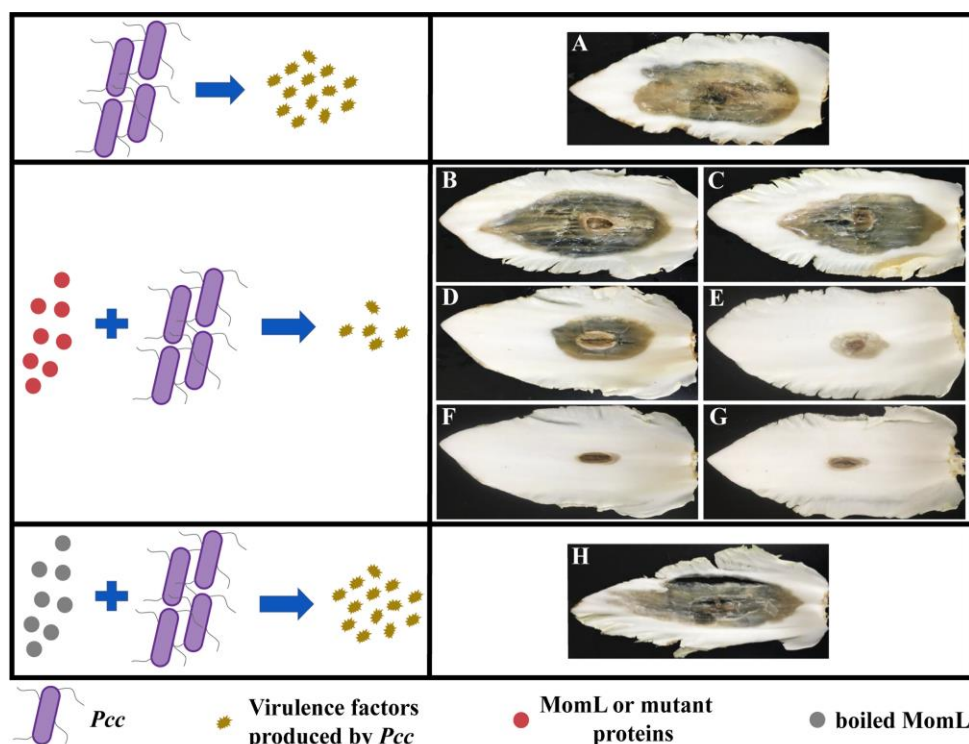 A
B
C
D
E
F
G
H
Pcc
Virulence factors
produced by Pcc
MomL or mutant
proteins
boiled MomL